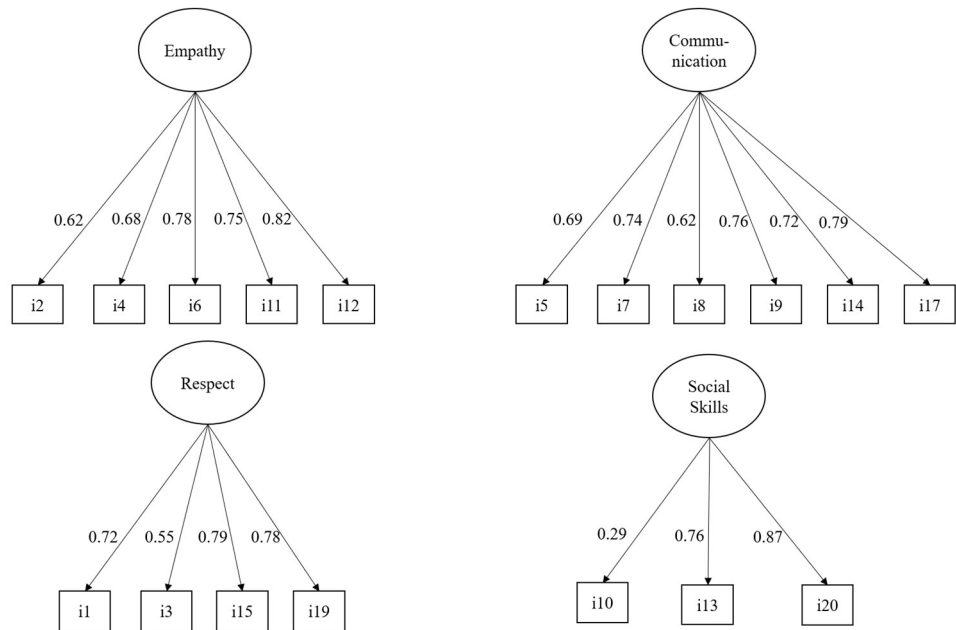 Empathy
Commu-
nication
0.62 0.68 0.78 0.75 0.82
0.69 0.74 0.62 0.76 0.72 0.79
i2 i4 i6 i11 i12
i5 i7 i8 i9 i14 i17
Respect
Social
Skills
0.72 0.55 0.79 0.78
0.29 0.76 0.87
i1 i3 i15 i19
i10 i13 i20